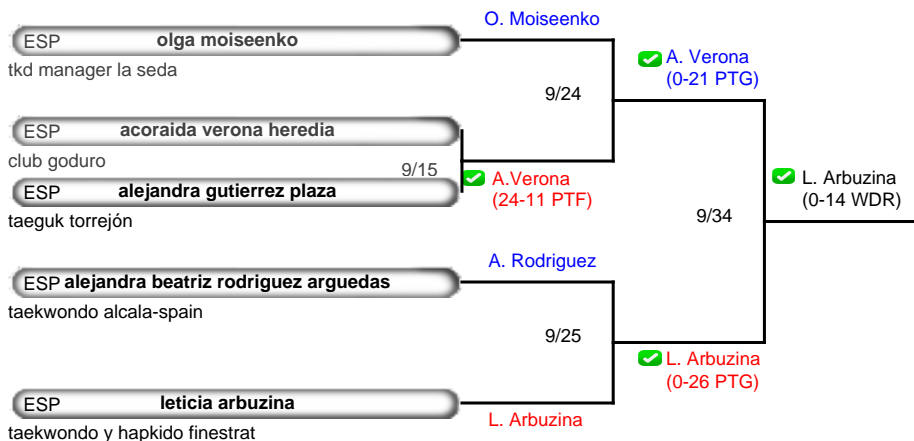 O. Moiseenko
ESP olga moiseenko
tkd manager la seda
A. Verona
(0-21 PTG)
9/24
ESP acoraida verona heredia
club goduro
9/15
A.Verona
(24-11 PTF)
ESP alejandra gutierrez plaza
taeguk torrejón
L. Arbuzina
(0-14 WDR)
9/34
A. Rodriguez
ESP alejandra beatriz rodriguez arguedas
taekwondo alcala-spain
9/25
L. Arbuzina
(0-26 PTG)
ESP leticia arbuzina
L. Arbuzina
taekwondo y hapkido finestrat